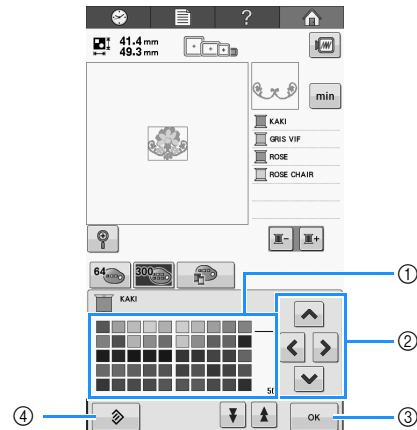 ?
41.4 mm
49.3 mm
min
KAKI
GRIS VIF
ROSE
ROSE CHAIR
64
300
KAKI
50
OK
①
②
③
④